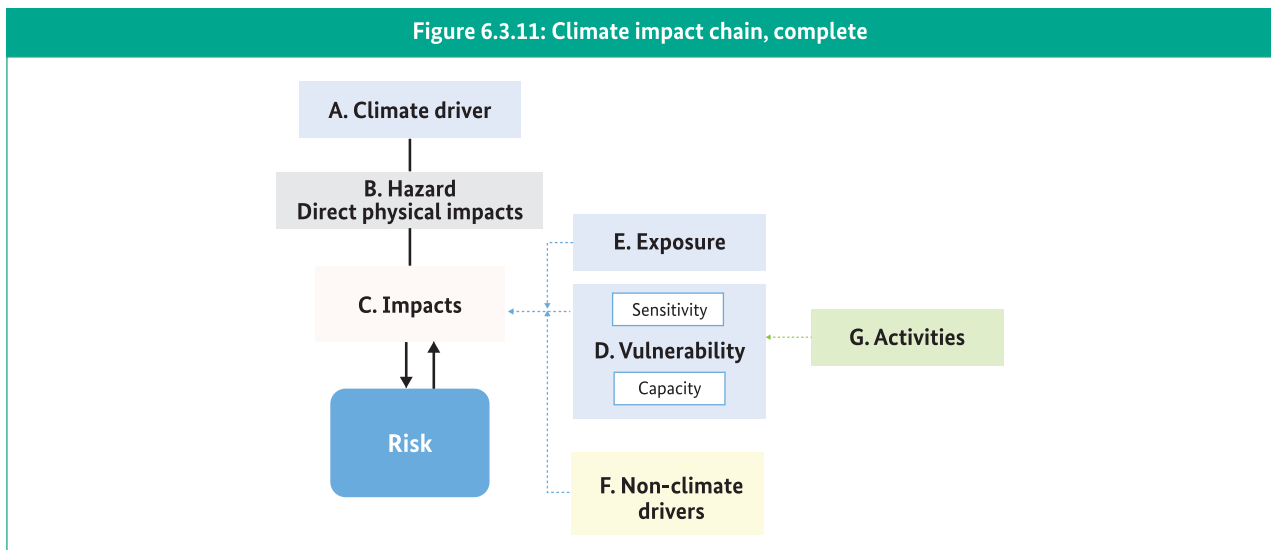 Figure 6.3.11: Climate impact chain, complete
A. Climate driver
B. Hazard
Direct physical impacts
C. Impacts
Risk
E. Exposure
Sensitivity
D. Vulnerability
Capacity
F. Non-climate
drivers
G. Activities